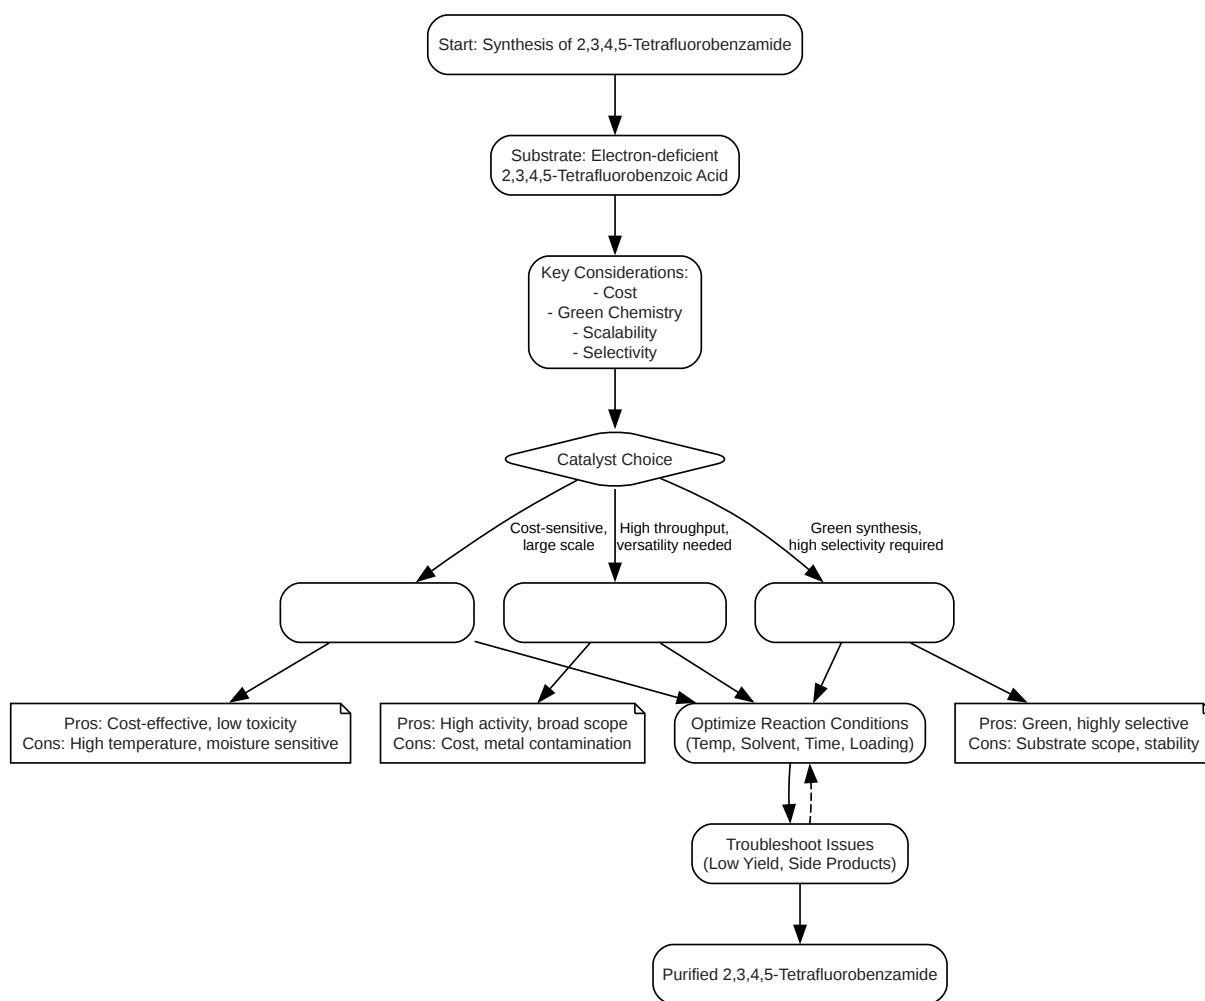 Start: Synthesis of 2,3,4,5-Tetrafluorobenzamide
Substrate: Electron-deficient
2,3,4,5-Tetrafluorobenzoic Acid
Key Considerations:
- Cost
- Green Chemistry
- Scalability
- Selectivity
Catalyst Choice
Cost-sensitive,
large scale
High throughput,
versatility needed
Green synthesis,
high selectivity required
Pros: Cost-effective, low toxicity
Cons: High temperature, moisture sensitive
Pros: High activity, broad scope
Cons: Cost, metal contamination
Optimize Reaction Conditions
(Temp, Solvent, Time, Loading)
Pros: Green, highly selective
Cons: Substrate scope, stability
Troubleshoot Issues
(Low Yield, Side Products)
Purified 2,3,4,5-Tetrafluorobenzamide